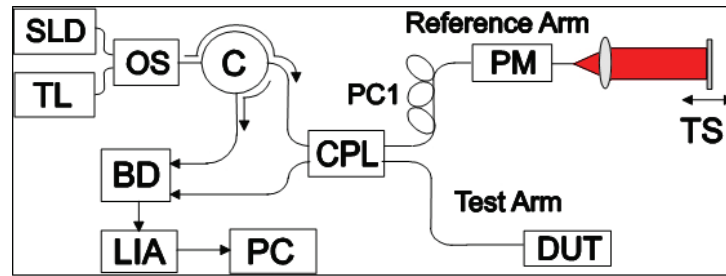 SLD
TL
OS
C
Reference Arm
PM
PC1
TS
CPL
BD
Test Arm
LIA
PC
DUT